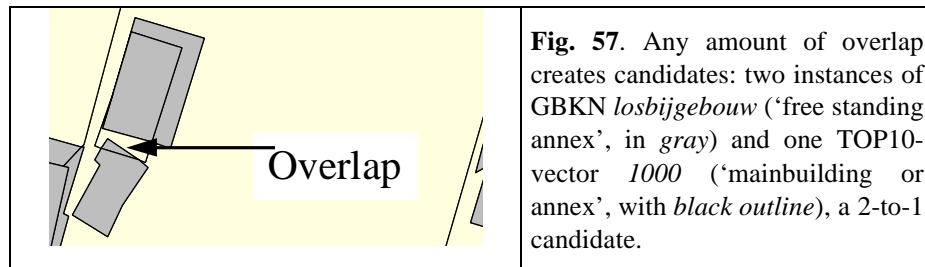 Overlap
Fig. 57. Any amount of overlap
creates candidates: two instances of
GBKN losbijgebouw (‘free standing
annex’, in gray) and one TOP10-
vector 1000 (‘mainbuilding or
annex’, with black outline), a 2-to-1
candidate.